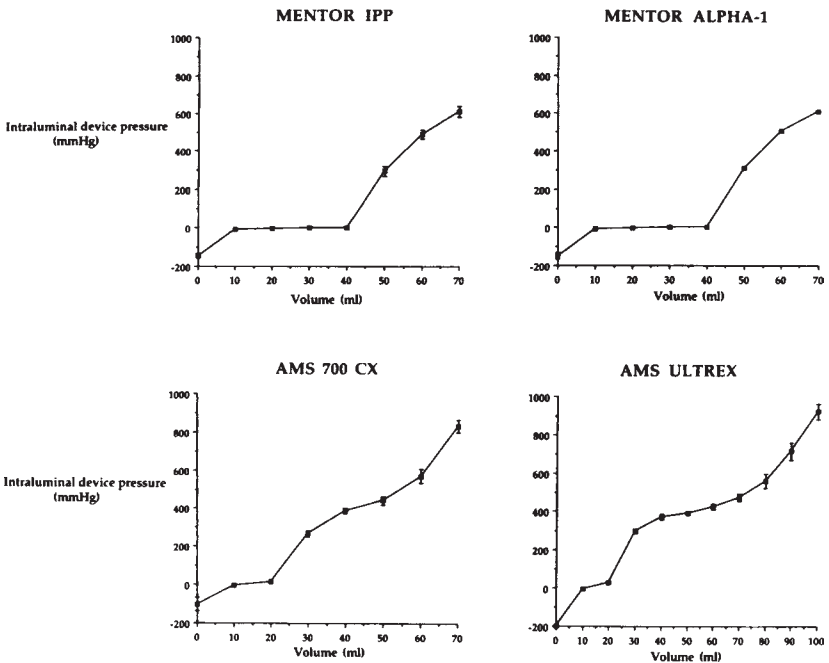 MENTOR IPP
1000
800
600
400
200
0
-200
0 10 20 30 40 50 60 70
Volume (ml)
Intraluminal device pressure
(mmHg)
MENTOR ALPHA-1
1000
800
600
400
200
0
-200
0 10 20 30 40 50 60 70
Volume (ml)
AMS 700 CX
1000
800
600
400
200
0
-200
0 10 20 30 40 50 60 70
Volume (ml)
Intraluminal device pressure
(mmHg)
AMS ULTREX
1000
800
600
400
200
0
-200
0 10 20 30 40 50 60 70 80 90 100
Volume (ml)